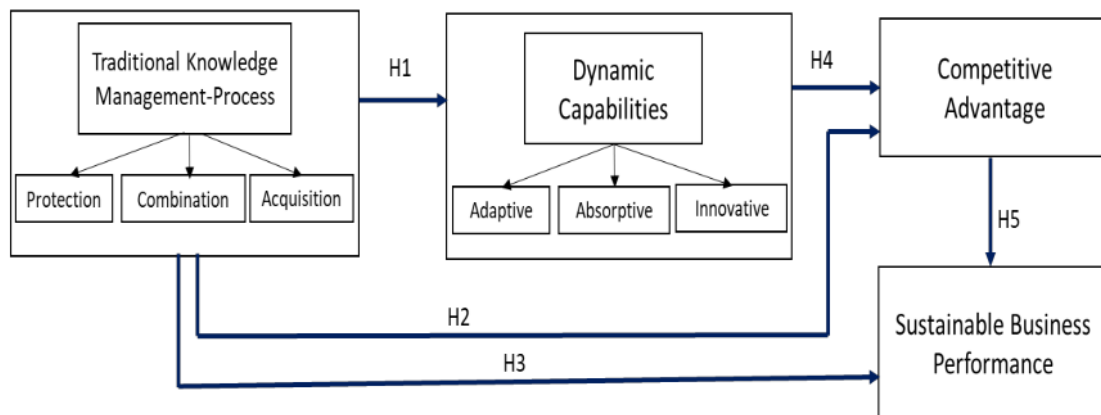 Traditional Knowledge
Management-Process
Protection
Combination
Acquisition
H1
Dynamic
Capabilities
Adaptive
Absorptive
Innovative
H4
Competitive
Advantage
H5
H2
H3
Sustainable Business
Performance